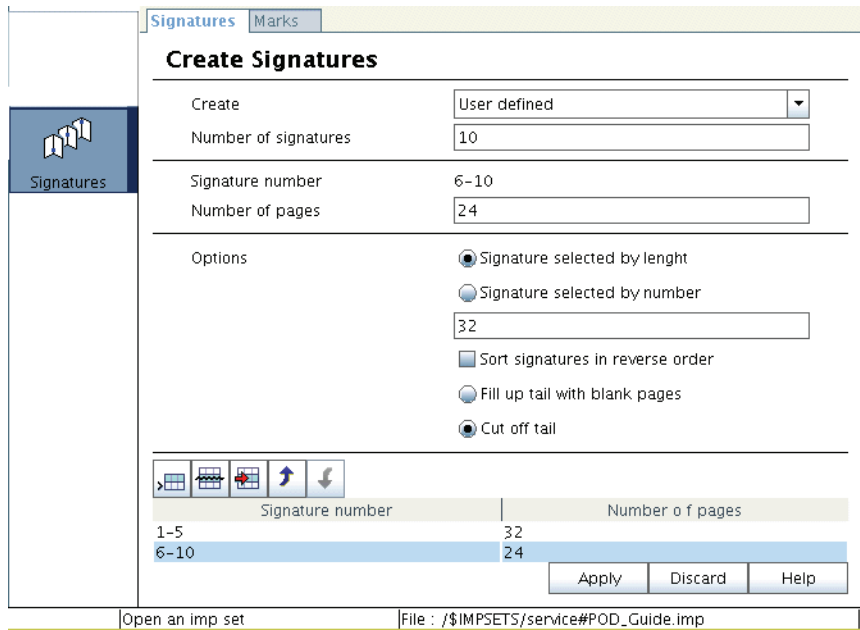 Signatures Marks
Create Signatures
Create User defined
Number of signatures 10
Signatures
Signature number 6-10
Number of pages 24
Options Signature selected by lenght
Signature selected by number
32
Sort signatures in reverse order
Fill up tail with blank pages
Cut off tail
Signature number Number o f pages
1-5 32
6-10 24
Apply Discard Help
Open an imp set File : /$IMPSETS/service#POD_Guide.imp